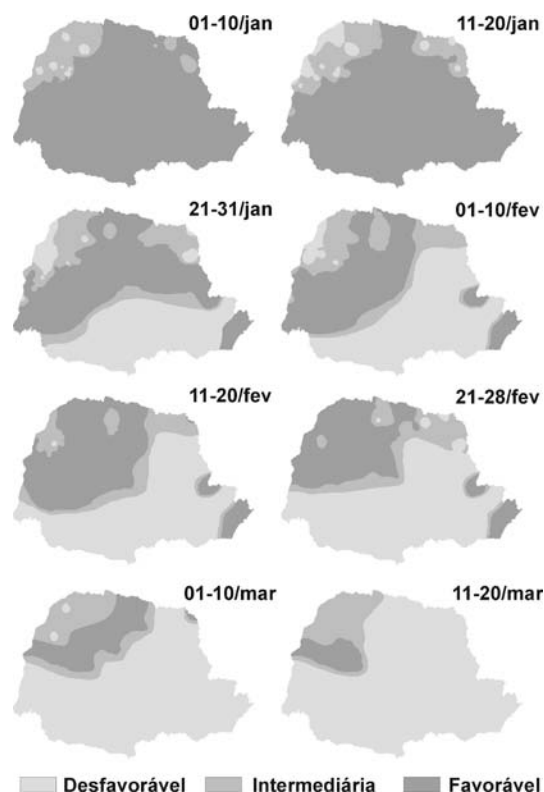 01-10/jan
11-20/jan
21-31/jan
01-10/fev
11-20/fev
21-28/fev
01-10/mar
11-20/mar
Desfavorável Intermediária Favorável